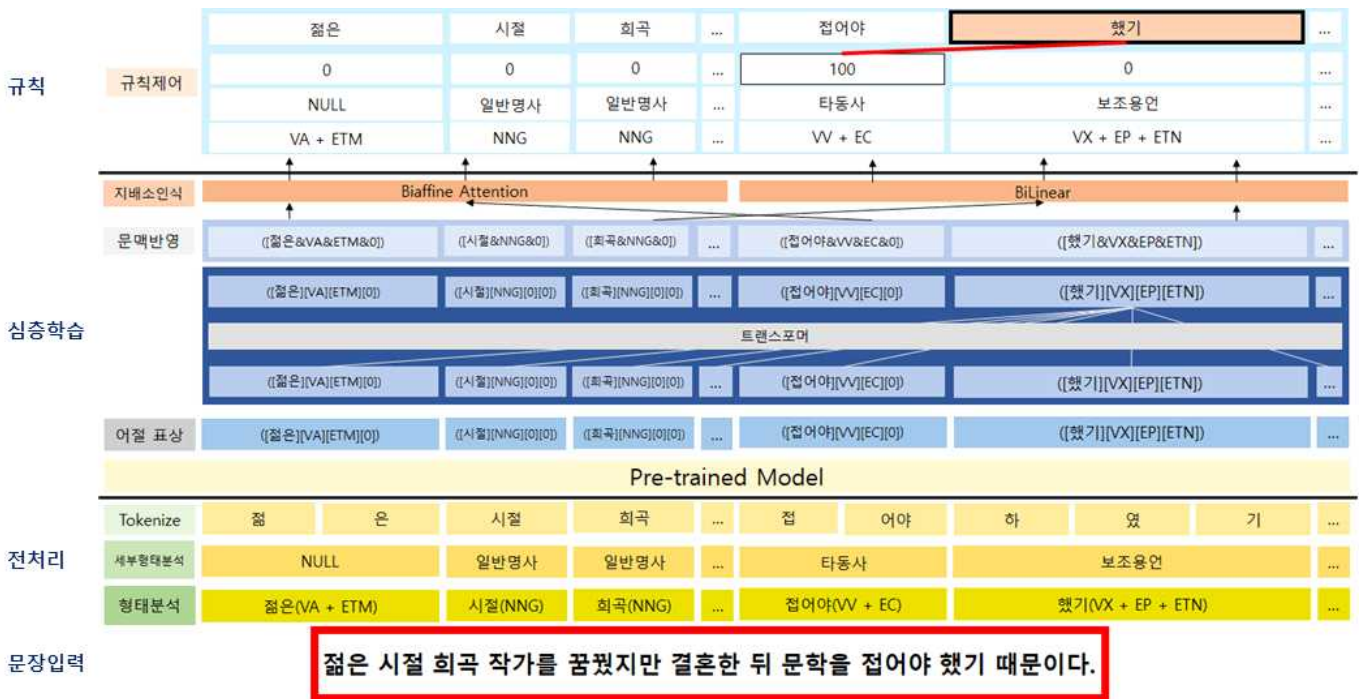 젊은 시절 희곡 ... 접어야 했기 ...
규칙 규칙제어 0 0 0 ... 100 0 ...
NULL 일반명사 일반명사 ... 타동사 보조용언 ...
VA + ETM NNG NNG ... VV + EC VX + EP + ETN ...
지배소인식 Biaffine Attention BiLinear
문맥반영 ([젊은&VA&ETM&0]) ([시절&NNG&0]) ([희곡&NNG&0]) ... ([접어야&VV&EC&0]) ([했기&VX&EP&ETN]) ...
([젊은][VA][ETM][0]) ([시절][NNG][0][0]) ([희곡][NNG][0][0]) ... ([접어야][VV][EC][0]) ([했기][VX][EP][ETN]) ...
심층학습 트랜스포머
([젊은][VA][ETM][0]) ([시절][NNG][0][0]) ([희곡][NNG][0][0]) ... ([접어야][VV][EC][0]) ([했기][VX][EP][ETN]) ...
어절 표상 ([젊은][VA][ETM][0]) ([시절][NNG][0][0]) ([희곡][NNG][0][0]) ... ([접어야][VV][EC][0]) ([했기][VX][EP][ETN]) ...
Pre-trained Model
Tokenize 젊 은 시절 희곡 ... 접 어야 하 였 기 ...
전처리 세부형태분석 NULL 일반명사 일반명사 ... 타동사 보조용언 ...
형태분석 젊은(VA + ETM) 시절(NNG) 희곡(NNG) ... 접어야(VV + EC) 했기(VX + EP + ETN) ...
문장입력 젊은 시절 희곡 작가를 꿈꿨지만 결혼한 뒤 문학을 접어야 했기 때문이다.